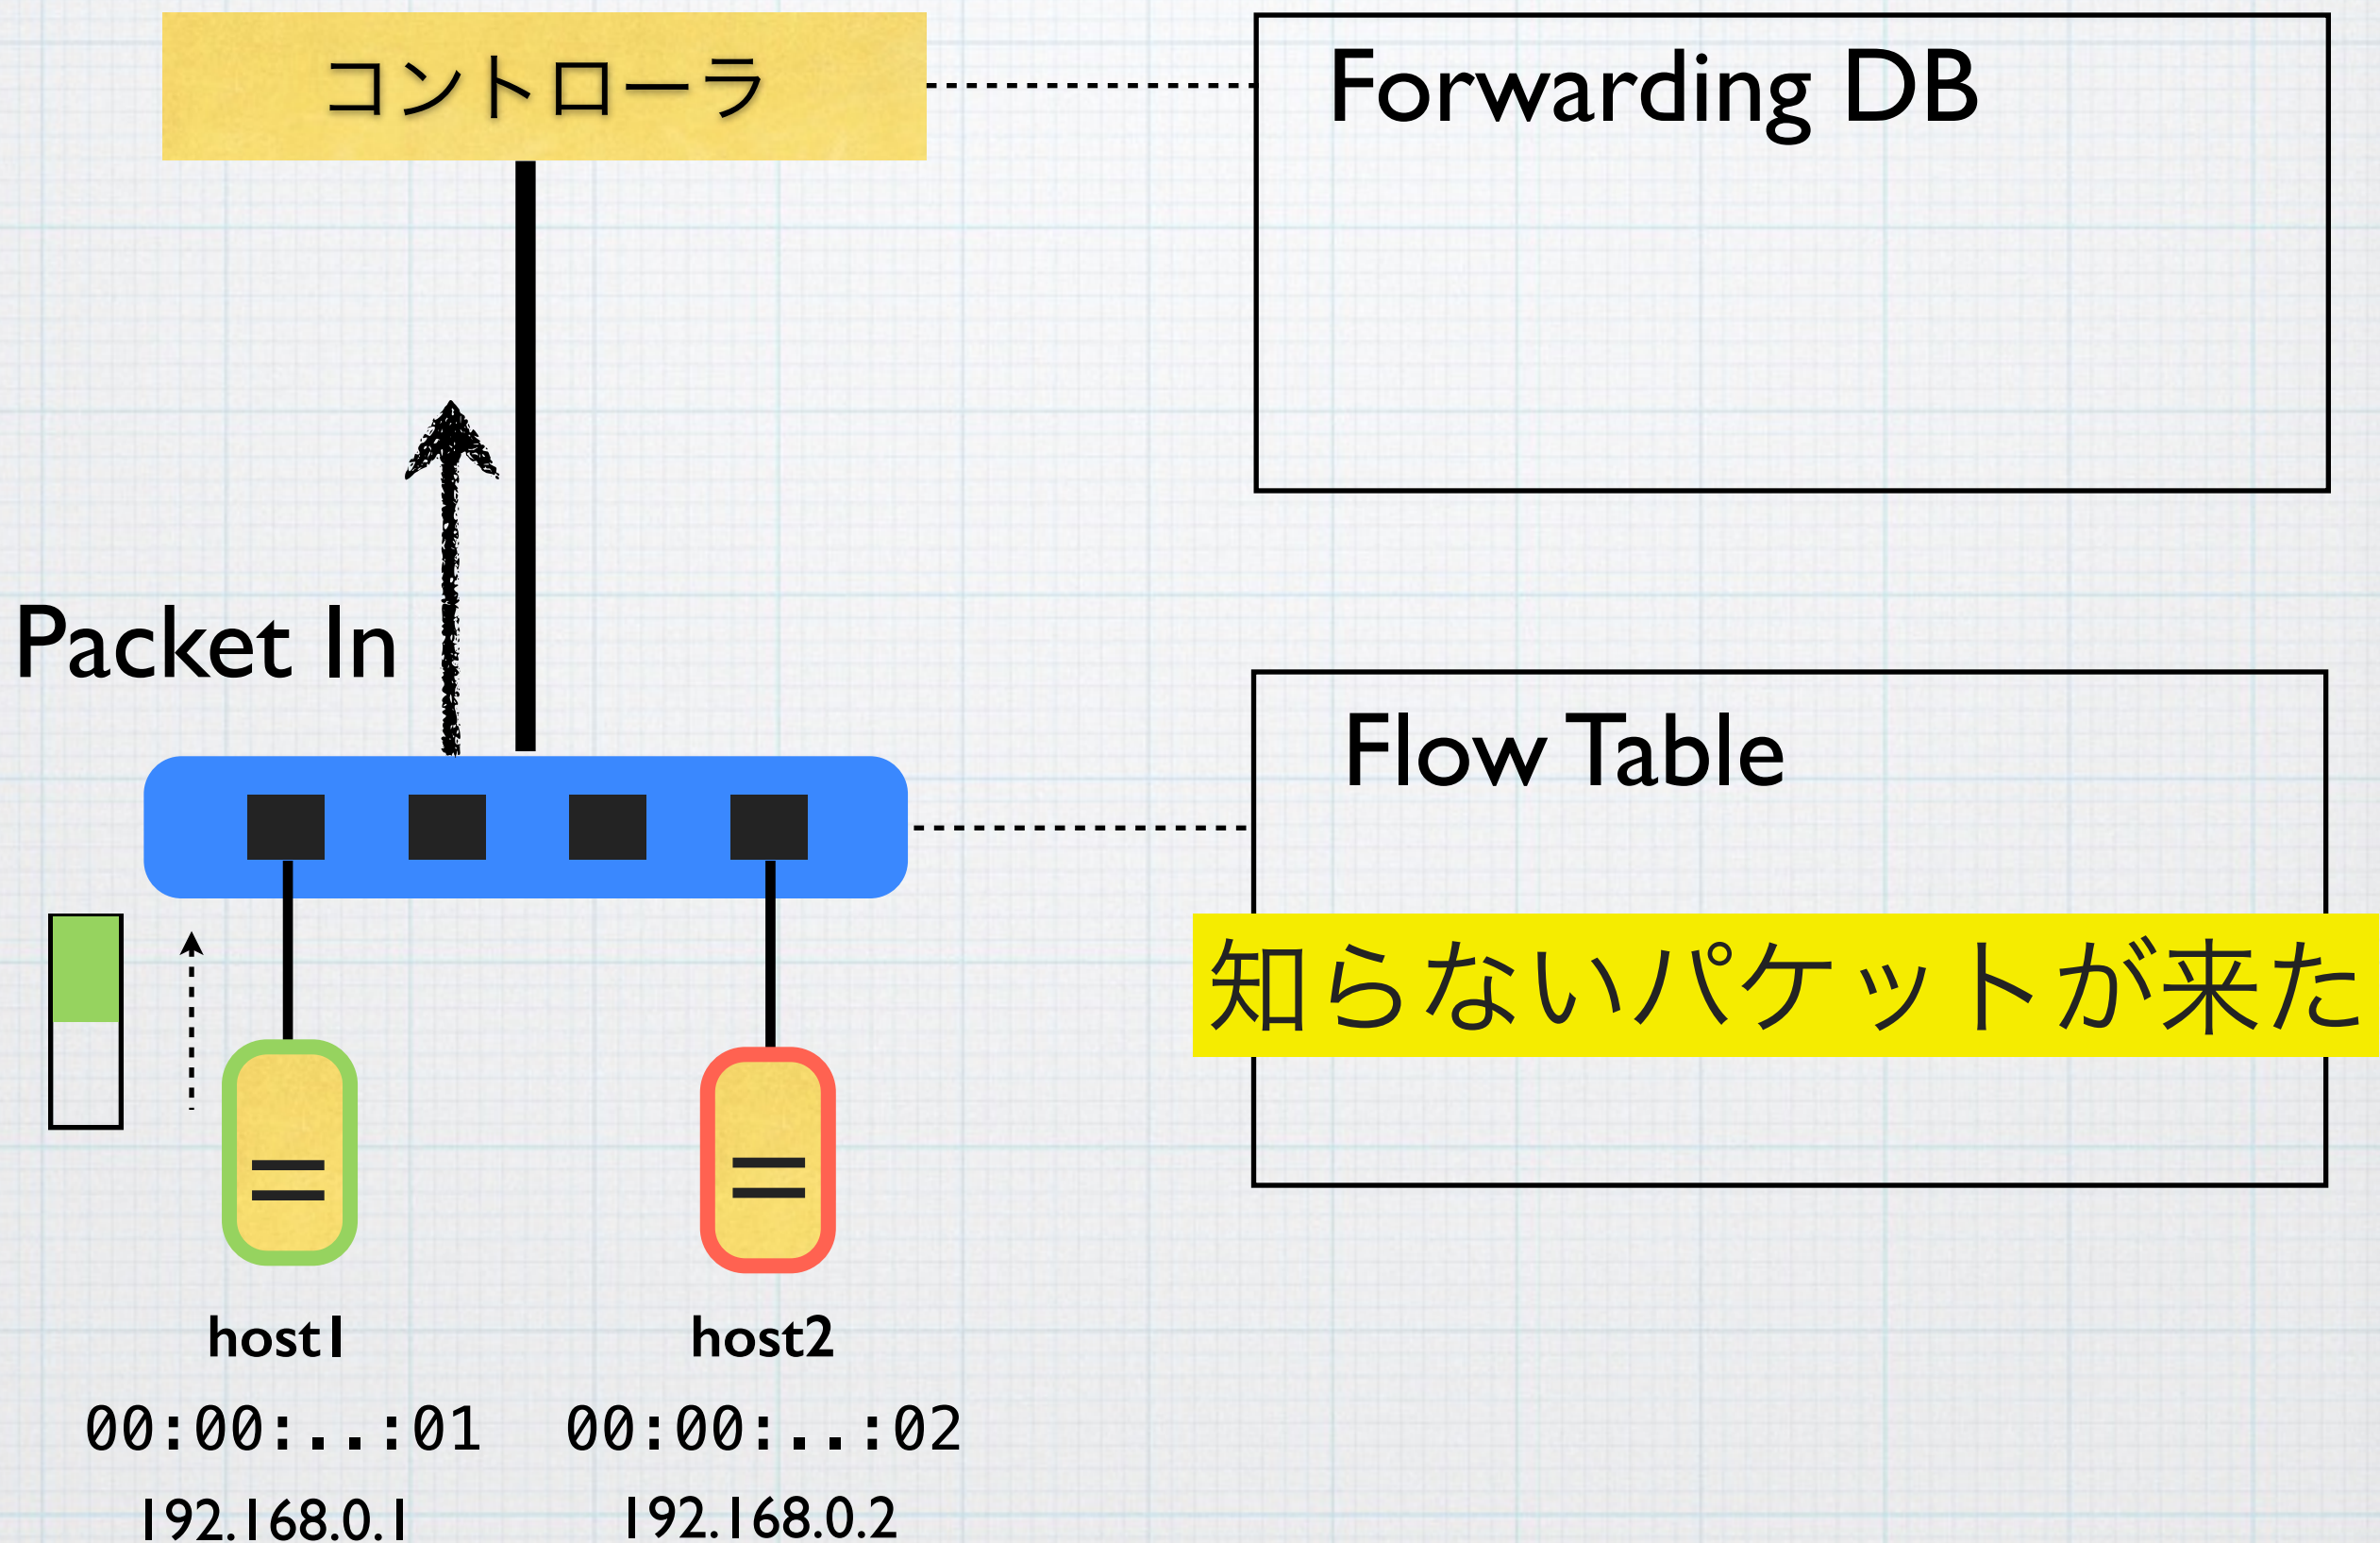 コントローラ
Forwarding DB
Packet In
Flow Table
知らないパケットが来た
host1
host2
00:00:..:01
00:00:..:02
192.168.0.1
192.168.0.2